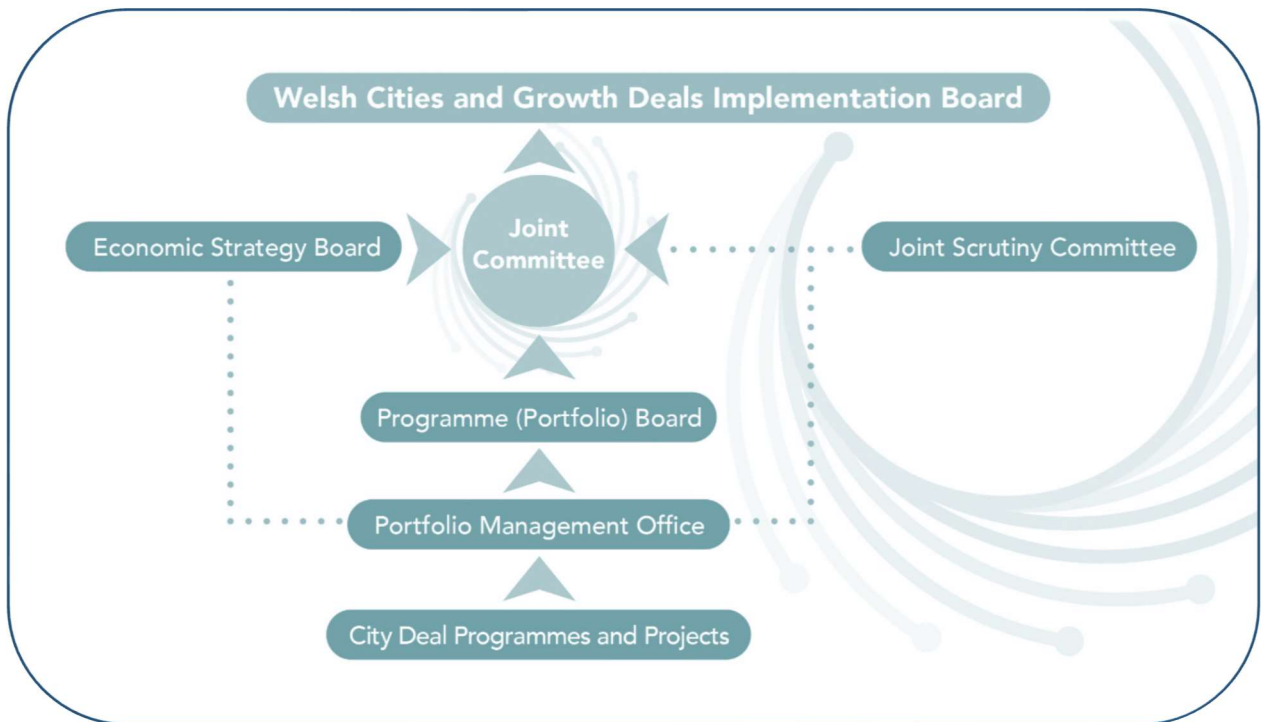 Welsh Cities and Growth Deals Implementation Board
Economic Strategy Board
Joint
Committee
Joint Scrutiny Committee
Programme (Portfolio) Board
Portfolio Management Office
City Deal Programmes and Projects